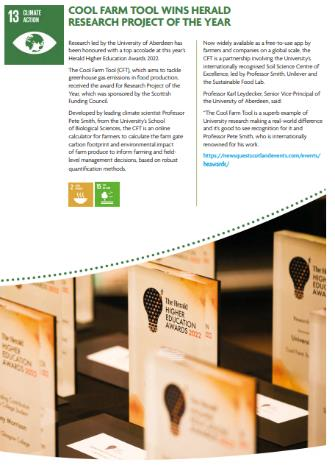 13 CLIMATE
ACTION
COOL FARM TOOL WINS HERALD
RESEARCH PROJECT OF THE YEAR
Research led by the University of Aberdeen has
been honoured with a top accolade at this year's
Herald Higher Education Awards 2022.
The Cool Farm Tool (CFT), which aims to tackle
greenhouse gas emissions in food production,
received the award for Research Project of the
Year, which was sponsored by the Scottish
Funding Council.
Developed by leading climate scientist Professor
Pete Smith, from the University's School
of Biological Sciences, the CFT is an online
calculator for farmers to calculate the farm gate
carbon footprint and environmental impact
of farm produce to inform farming and field-
level management decisions, based on robust
quantification methods.
2
15
Now widely available as a free-to-use app by
farmers and companies on a global scale, the
CFT is a partnership involving the University's
internationally recognised Soil Science Centre of
Excellence, led by Professor Smith, Unilever and
the Sustainable Food Lab.
Professor Karl Leydecker, Senior Vice-Principal of
the University of Aberdeen, said:
"The Cool Farm Tool is a superb example of
University research making a real-world difference
and it's good to see recognition for it and
Professor Pete Smith, who is internationally
renowned for his work.
https://newsquestscotlandevents.com/events/
heawards/
The Herald
HIGHER
EDUCATION
AWARDS 2022
The Herald
HIGHER
EDUCATION
AWARDS 2022
Morrison
Glasgow College